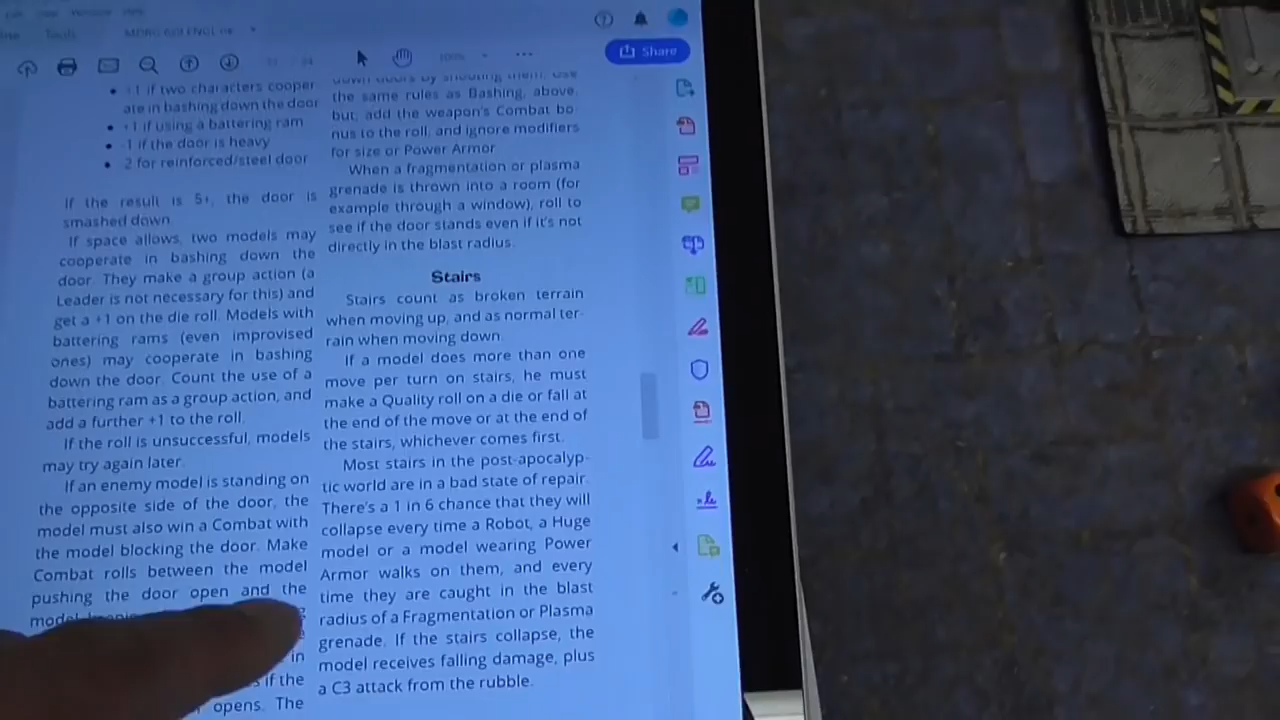 Tools
Share
+1 if two characters cooper
ate in bashing down the door
+1 if using a battering ram
-1 if the door is heavy
2 for reinforced/steel door
If the result is 5+, the door is
smashed down
If space allows, two models may
cooperate in bashing down the
door. They make a group action (a
Leader is not necessary for this) and
get a +1 on the die roll. Models with
battering rams (even improvised
ones) may cooperate in bashing
down the door. Count the use of a
battering ram as a group action, and
add a further +1 to the roll.
If the roll is unsuccessful, models
may try again later.
If an enemy model is standing on
the opposite side of the door, the
model must also win a Combat with
the model blocking the door. Make
Combat rolls between the model
pushing the door open and the
model
in
if the
opens. The
down doors by shooting them, use
the same rules as Bashing, above,
but, add the weapon's Combat bo-
nus to the roll, and ignore modifiers
for size or Power Armor
When a fragmentation or plasma
grenade is thrown into a room (for
example through a window), roll to
see if the door stands even if it's not
directly in the blast radius.
Stairs
Stairs count as broken terrain
when moving up, and as normal ter-
rain when moving down.
If a model does more than one
move per turn on stairs, he must
make a Quality roll on a die or fall at
the end of the move or at the end of
the stairs, whichever comes first.
Most stairs in the post-apocalyp-
tic world are in a bad state of repair.
There's a 1 in 6 chance that they will
collapse every time a Robot, a Huge
model or a model wearing Power
Armor walks on them, and every
time they are caught in the blast
radius of a Fragmentation or Plasma
grenade. If the stairs collapse, the
model receives falling damage, plus
a C3 attack from the rubble.